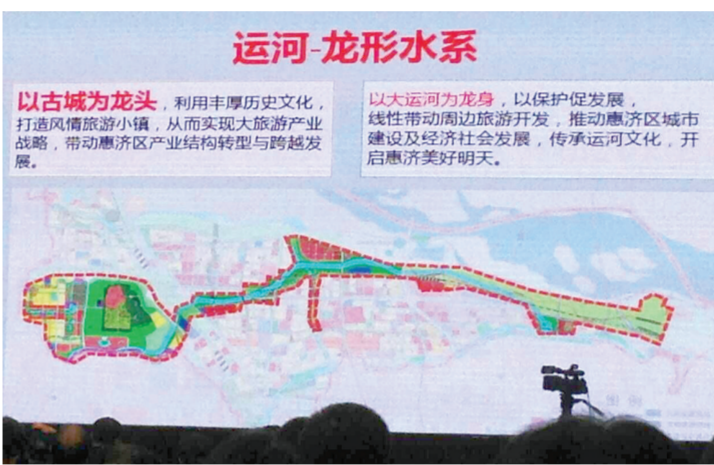 运河-龙形水系
以古城为龙头，利用丰厚历史文化，
打造风情旅游小镇，从而实现大旅游产业
战略，带动惠济区产业结构转型与跨越发
展。
以大运河为龙身，以保护促发展，
线性带动周边旅游开发，推动惠济区城市
建设及经济社会发展，传承运河文化，开
启惠济美好明天。